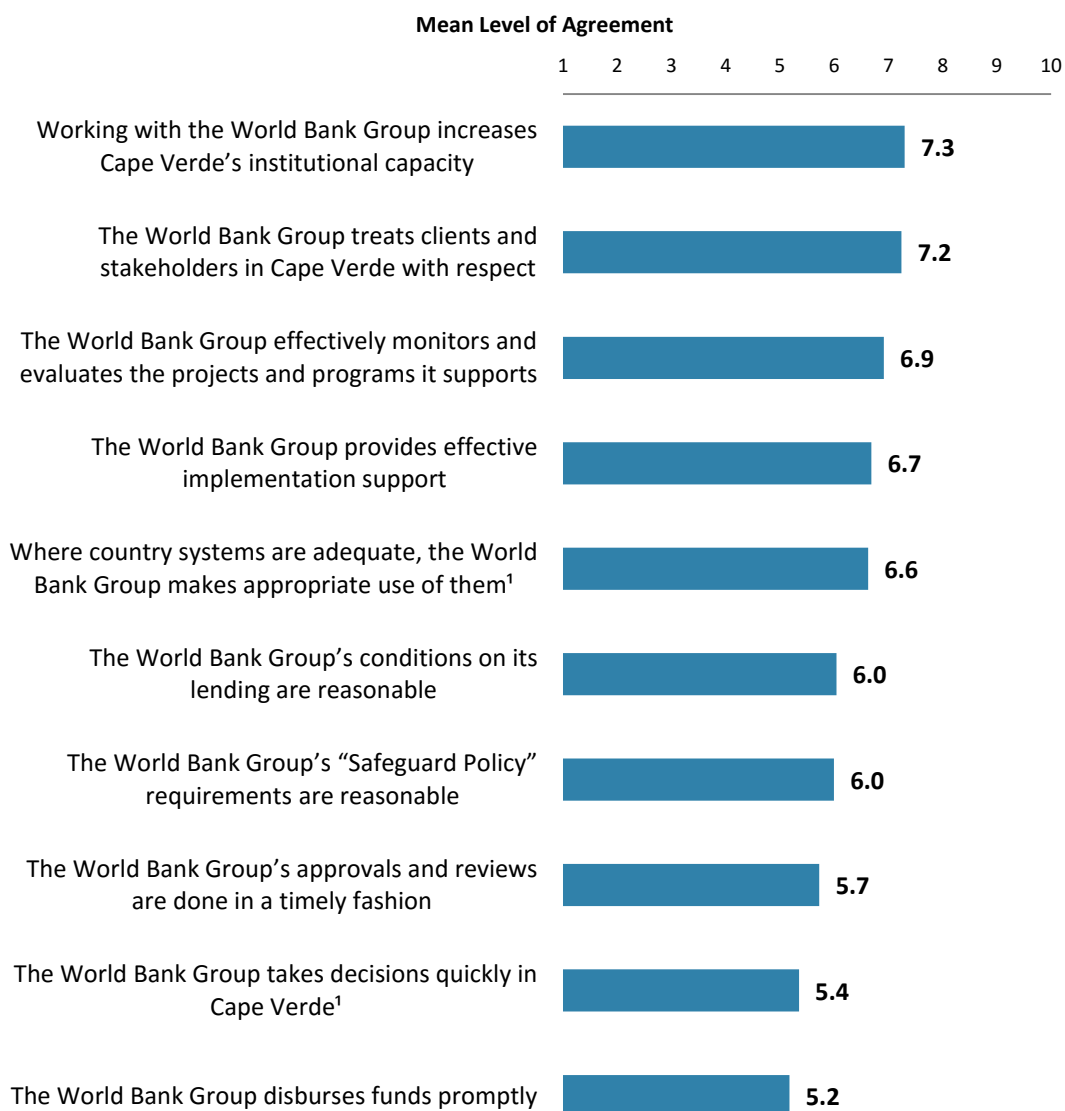 Mean Level of Agreement
1 2 3 4 5 6 7 8 9 10
Working with the World Bank Group increases
Cape Verde’s institutional capacity
7.3
The World Bank Group treats clients and
stakeholders in Cape Verde with respect
7.2
The World Bank Group effectively monitors and
evaluates the projects and programs it supports
6.9
The World Bank Group provides effective
implementation support
6.7
Where country systems are adequate, the World
Bank Group makes appropriate use of them¹
6.6
The World Bank Group’s conditions on its
lending are reasonable
6.0
The World Bank Group’s “Safeguard Policy”
requirements are reasonable
6.0
The World Bank Group’s approvals and reviews
are done in a timely fashion
5.7
The World Bank Group takes decisions quickly in
Cape Verde¹
5.4
The World Bank Group disburses funds promptly
5.2